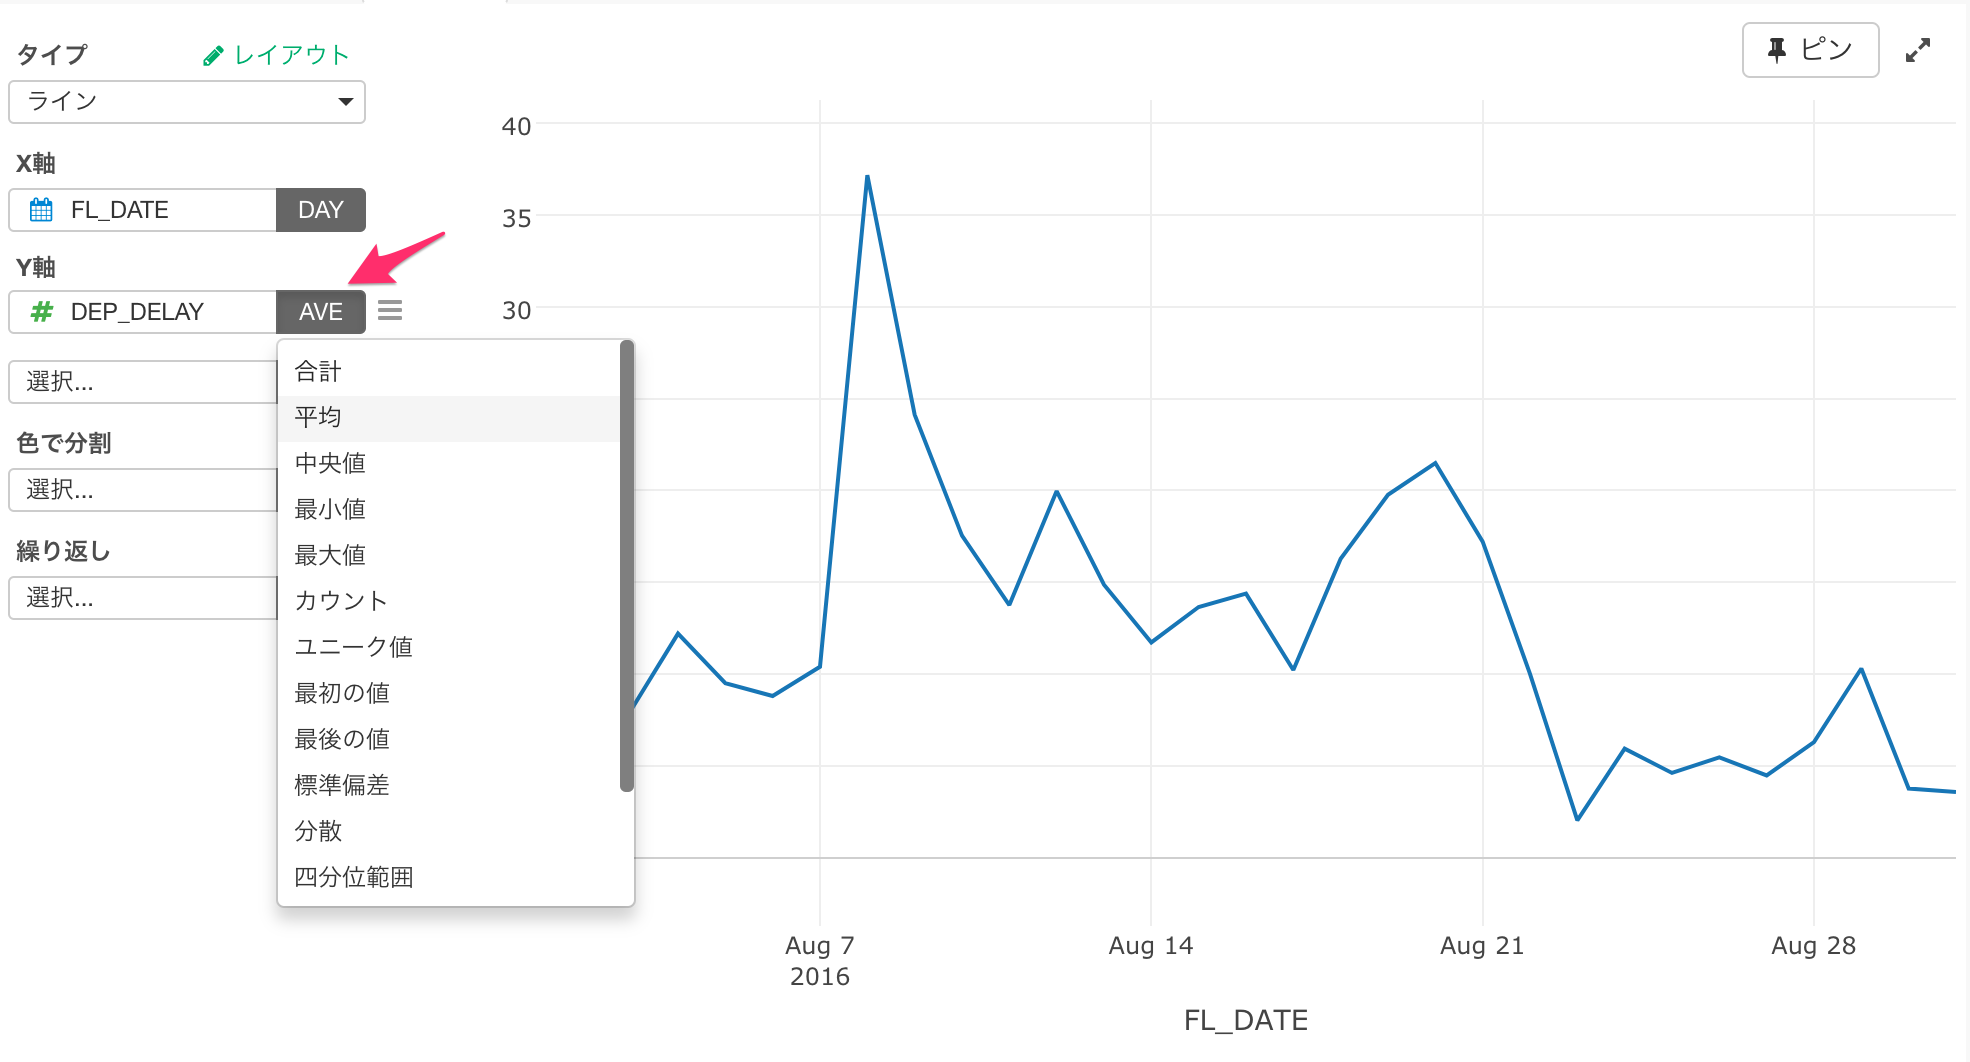 タイプ
レイアウト
ライン
X軸
FL_DATE
DAY
Y軸
DEP_DELAY
AVE
選択...
色で分割
選択...
繰り返し
選択...
合計
平均
中央値
最小値
最大値
カウント
ユニーク値
最初の値
最後の値
標準偏差
分散
四分位範囲
ピン
40
35
30
Aug 7
2016
Aug 14
Aug 21
Aug 28
FL_DATE